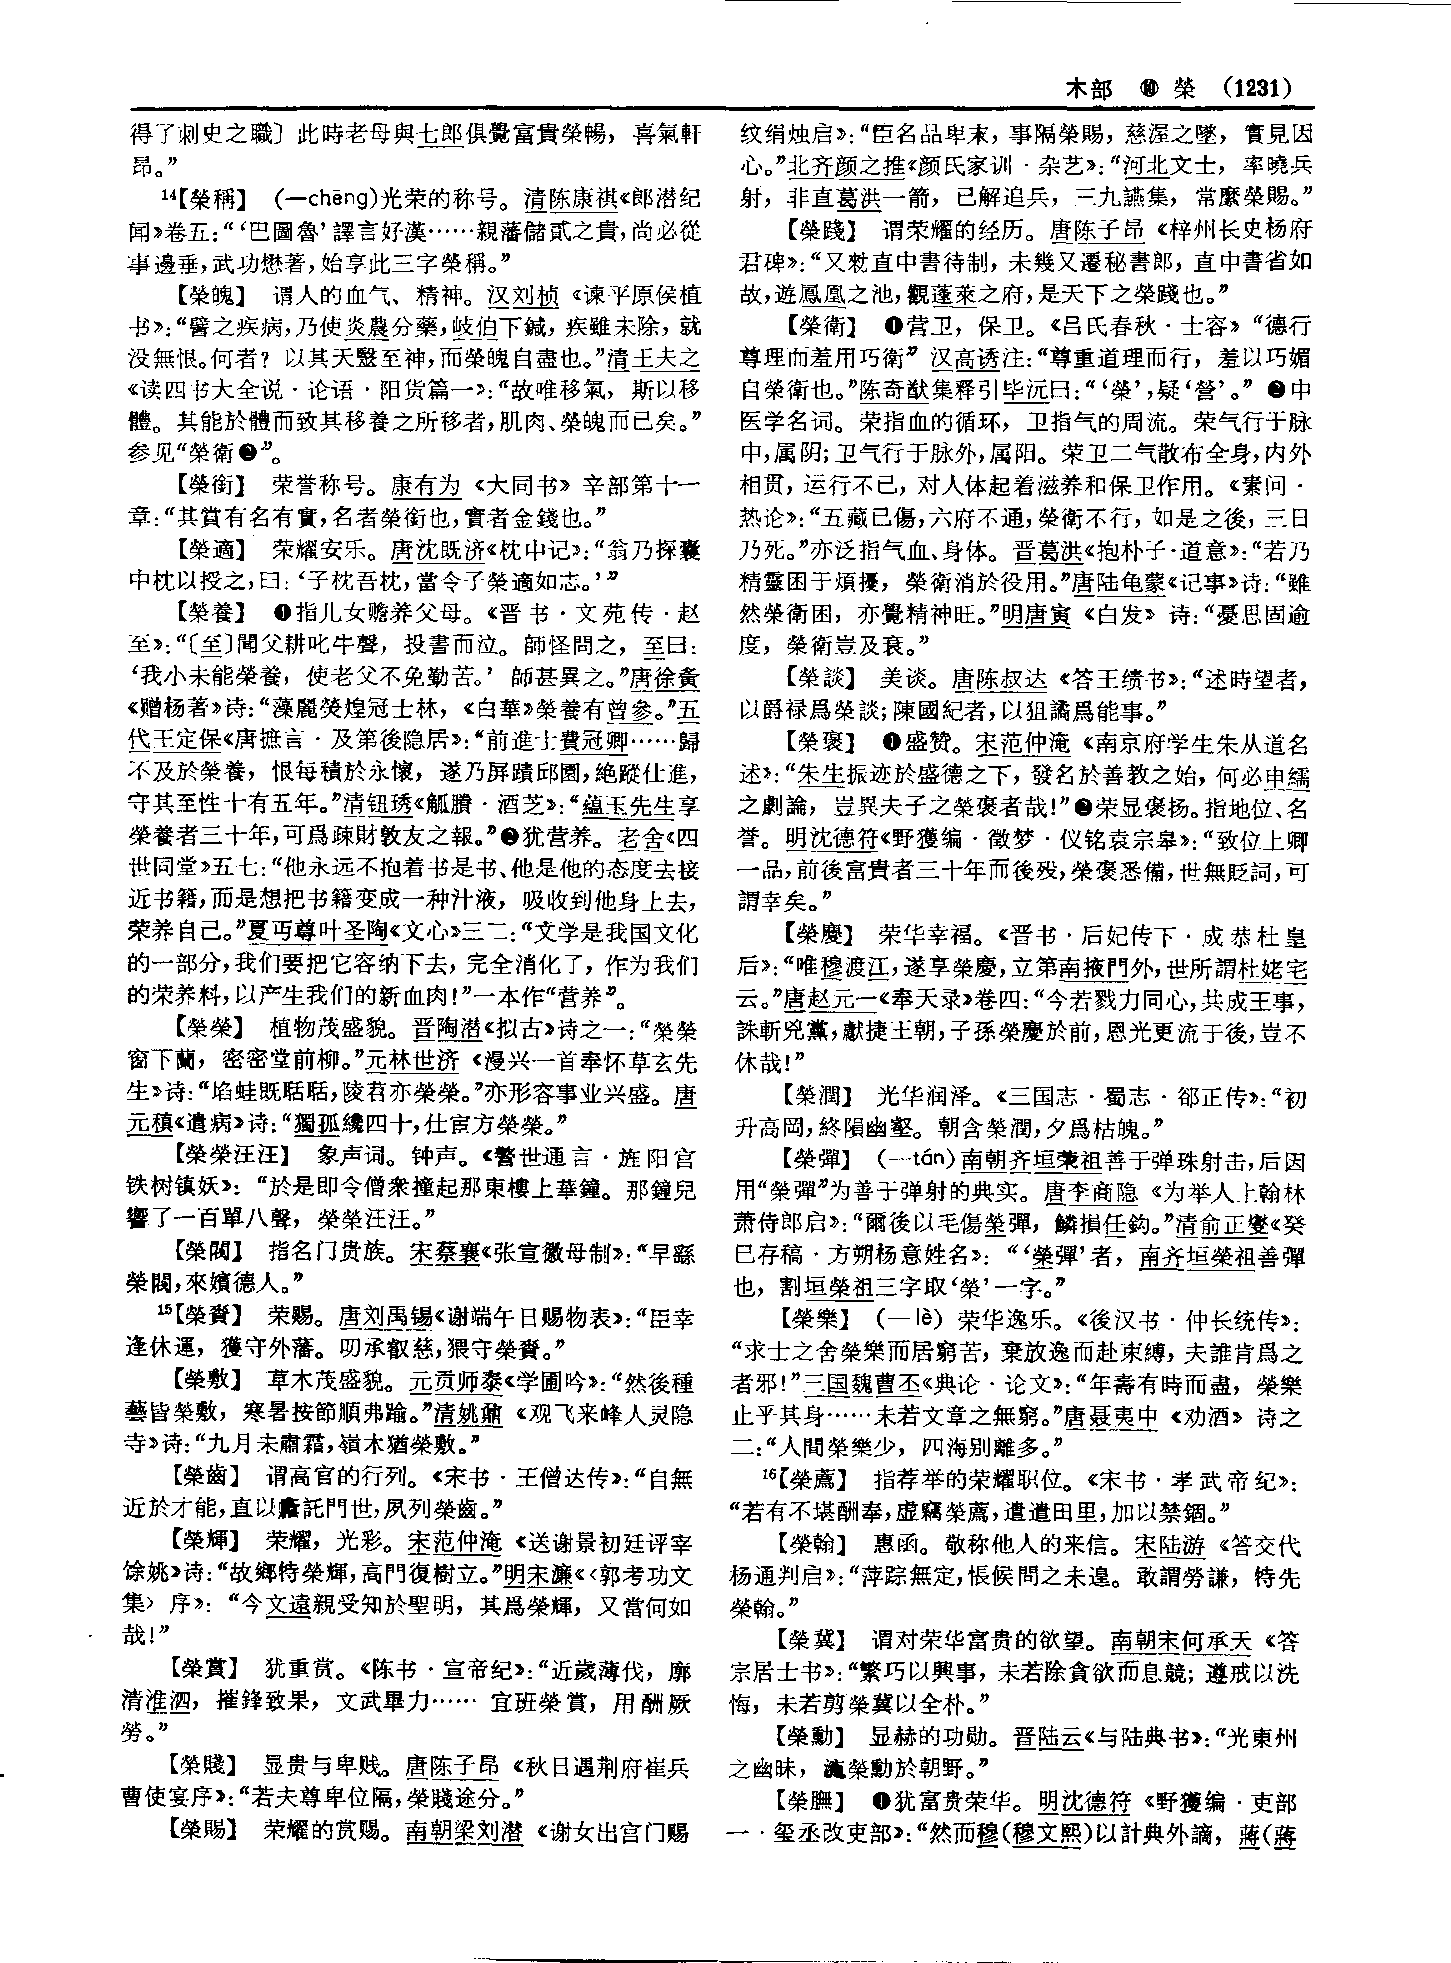 木部 ⑩ 榮 (1231)
得了刺史之職〕此時老母與七郎俱覺富貴榮暢，喜氣軒
昂。”
14【榮稱】 (—chēng)光荣的称号。清陈康祺《郎潜纪
闻》卷五：“‘巴圖魯’譯言好漢……親藩儲貳之貴，尚必從
事邊垂，武功懋著，始享此三字榮稱。”
【榮魄】 谓人的血气、精神。汉刘桢《谏平原侯植
书》：“譬之疾病，乃使炎農分藥，岐伯下鍼，疾雖未除，就
没無恨。何者？以其天醫至神，而榮魄自盡也。”清王夫之
《读四书大全说·论语·阳货篇一》：“故唯移氣，斯以移
體。其能於體而致其移養之所移者，肌肉、榮魄而已矣。”
参见“榮衛❷”。
【榮銜】 荣誉称号。康有为《大同书》辛部第十一
章：“其賞有名有實，名者榮銜也，實者金錢也。”
【榮適】 荣耀安乐。唐沈既济《枕中记》：“翁乃探囊
中枕以授之，曰：‘子枕吾枕，當令子榮適如志。’”
【榮養】 ❶指儿女赡养父母。《晋书·文苑传·赵
至》：“〔至〕聞父耕叱牛聲，投書而泣。師怪問之，至曰：
‘我小未能榮養，使老父不免勤苦。’師甚異之。”唐徐夤
《赠杨著》诗：“藻麗熒煌冠士林，《白華》榮養有曾參。”五
代王定保《唐摭言·及第後隐居》：“前進士費冠卿……歸
不及於榮養，恨每積於永懷，遂乃屏蹟邱園，絶蹤仕進，
守其至性十有五年。”清钮琇《觚賸·酒芝》：“蕴玉先生享
榮養者三十年，可爲疎財敦友之報。”❷犹营养。老舍《四
世同堂》五七：“他永远不抱着书是书、他是他的态度去接
近书籍，而是想把书籍变成一种汁液，吸收到他身上去，
荣养自己。”夏丏尊叶圣陶《文心》三二：“文学是我国文化
的一部分，我们要把它容纳下去，完全消化了，作为我们
的荣养料，以产生我们的新血肉！”一本作“营养”。
【榮榮】 植物茂盛貌。晋陶潜《拟古》诗之一：“榮榮
窗下蘭，密密堂前柳。”元林世济《漫兴一首奉怀草玄先
生》诗：“埳蛙既聒聒，陵苕亦榮榮。”亦形容事业兴盛。唐
元稹《遣病》诗：“獨孤纔四十，仕宦方榮榮。”
【榮榮汪汪】 象声词。钟声。《警世通言·旌阳宫
铁树镇妖》：“於是即令僧衆撞起那東樓上華鐘。那鐘兒
響了一百單八聲，榮榮汪汪。”
【榮閥】 指名门贵族。宋蔡襄《张宣徽母制》：“早繇
榮閥，來嬪德人。”
15【榮賚】 荣赐。唐刘禹锡《谢端午日赐物表》：“臣幸
逢休運，獲守外藩。叨承叡慈，猥守榮賚。”
【榮敷】 草木茂盛貌。元贡师泰《学圃吟》：“然後種
藝皆榮敷，寒暑按節順弗踰。”清姚鼐《观飞来峰入灵隐
寺》诗：“九月未肅霜，嶺木猶榮敷。”
【榮齒】 谓高官的行列。《宋书·王僧达传》：“自無
近於才能，直以廕託門世，夙列榮齒。”
【榮輝】 荣耀，光彩。宋范仲淹《送谢景初廷评宰
馀姚》诗：“故鄉特榮輝，高門復樹立。”明宋濂《〈郭考功文
集〉序》：“今文遠親受知於聖明，其爲榮輝，又當何如
哉！”
【榮賞】 犹重赏。《陈书·宣帝纪》：“近歲薄伐，廓
清淮泗，摧鋒致果，文武畢力……宜班榮賞，用酬厥
勞。”
【榮賤】 显贵与卑贱。唐陈子昂《秋日遇荆府崔兵
曹使宴序》：“若夫尊卑位隔，榮賤途分。”
【榮賜】 荣耀的赏赐。南朝梁刘潜《谢女出宫门赐
纹绢烛启》：“臣名品卑末，事隔榮賜，慈渥之墜，實見因
心。”北齐颜之推《颜氏家训·杂艺》：“河北文士，率曉兵
射，非直葛洪一箭，已解追兵，三九讌集，常縻榮賜。”
【榮踐】 谓荣耀的经历。唐陈子昂《梓州长史杨府
君碑》：“又敕直中書待制，未幾又遷秘書郎，直中書省如
故，遊鳳凰之池，觀蓬萊之府，是天下之榮踐也。”
【榮衛】 ❶营卫，保卫。《吕氏春秋·士容》“德行
尊理而羞用巧衛”汉高诱注：“尊重道理而行，羞以巧媚
自榮衛也。”陈奇猷集释引毕沅曰：“‘榮’，疑‘營’。”❷中
医学名词。荣指血的循环，卫指气的周流。荣气行于脉
中，属阴；卫气行于脉外，属阳。荣卫二气散布全身，内外
相贯，运行不已，对人体起着滋养和保卫作用。《素问·
热论》：“五藏已傷，六府不通，榮衛不行，如是之後，三日
乃死。”亦泛指气血、身体。晋葛洪《抱朴子·道意》：“若乃
精靈困于煩擾，榮衛消於役用。”唐陆龟蒙《记事》诗：“雖
然榮衛困，亦覺精神旺。”明唐寅《白发》诗：“憂思固逾
度，榮衛豈及衰。”
【榮談】 美谈。唐陈叔达《答王绩书》：“述時望者，
以爵禄爲榮談；陳國紀者，以狙譎爲能事。”
【榮褒】 ❶盛赞。宋范仲淹《南京府学生朱从道名
述》：“朱生振迹於盛德之下，發名於善教之始，何必申繻
之劇論，豈異夫子之榮褒者哉！”❷荣显褒扬。指地位、名
誉。明沈德符《野獲编·徵梦·仪铭袁宗皋》：“致位上卿
一品，前後富貴者三十年而後殁，榮褒悉備，世無貶詞，可
謂幸矣。”
【榮慶】 荣华幸福。《晋书·后妃传下·成恭杜皇
后》：“唯穆渡江，遂享榮慶，立第南掖門外，世所謂杜姥宅
云。”唐赵元一《奉天录》卷四：“今若戮力同心，共成王事，
誅斬兇黨，獻捷王朝，子孫榮慶於前，恩光更流于後，豈不
休哉！”
【榮潤】 光华润泽。《三国志·蜀志·郤正传》：“初
升高岡，終隕幽壑。朝含榮潤，夕爲枯魄。”
【榮彈】 (—tán)南朝齐垣榮祖善于弹珠射击，后因
用“榮彈”为善于弹射的典实。唐李商隐《为举人上翰林
萧侍郎启》：“爾後以毛傷榮彈，鱗損任鈎。”清俞正燮《癸
巳存稿·方朔杨意姓名》：“‘榮彈’者，南齐垣榮祖善彈
也，割垣榮祖三字取‘榮’一字。”
【榮樂】 (—lè)荣华逸乐。《後汉书·仲长统传》：
“求士之舍榮樂而居窮苦，棄放逸而赴束縛，夫誰肯爲之
者邪！”三国魏曹丕《典论·论文》：“年壽有時而盡，榮樂
止乎其身……未若文章之無窮。”唐聂夷中《劝酒》诗之
二：“人間榮樂少，四海别離多。”
16【榮薦】 指荐举的荣耀职位。《宋书·孝武帝纪》：
“若有不堪酬奉，虚竊榮薦，遣遣田里，加以禁錮。”
【榮翰】 惠函。敬称他人的来信。宋陆游《答交代
杨通判启》：“萍踪無定，悵候問之未遑。敢謂勞謙，特先
榮翰。”
【榮冀】 谓对荣华富贵的欲望。南朝宋何承天《答
宗居士书》：“繁巧以興事，未若除貪欲而息競；遵戒以洗
悔，未若剪榮冀以全朴。”
【榮勳】 显赫的功勋。晋陆云《与陆典书》：“光東州
之幽昧，流榮勳於朝野。”
【榮膴】 ❶犹富贵荣华。明沈德符《野獲编·吏部
一·玺丞改吏部》：“然而穆(穆文熙)以計典外謫，蔣(蔣